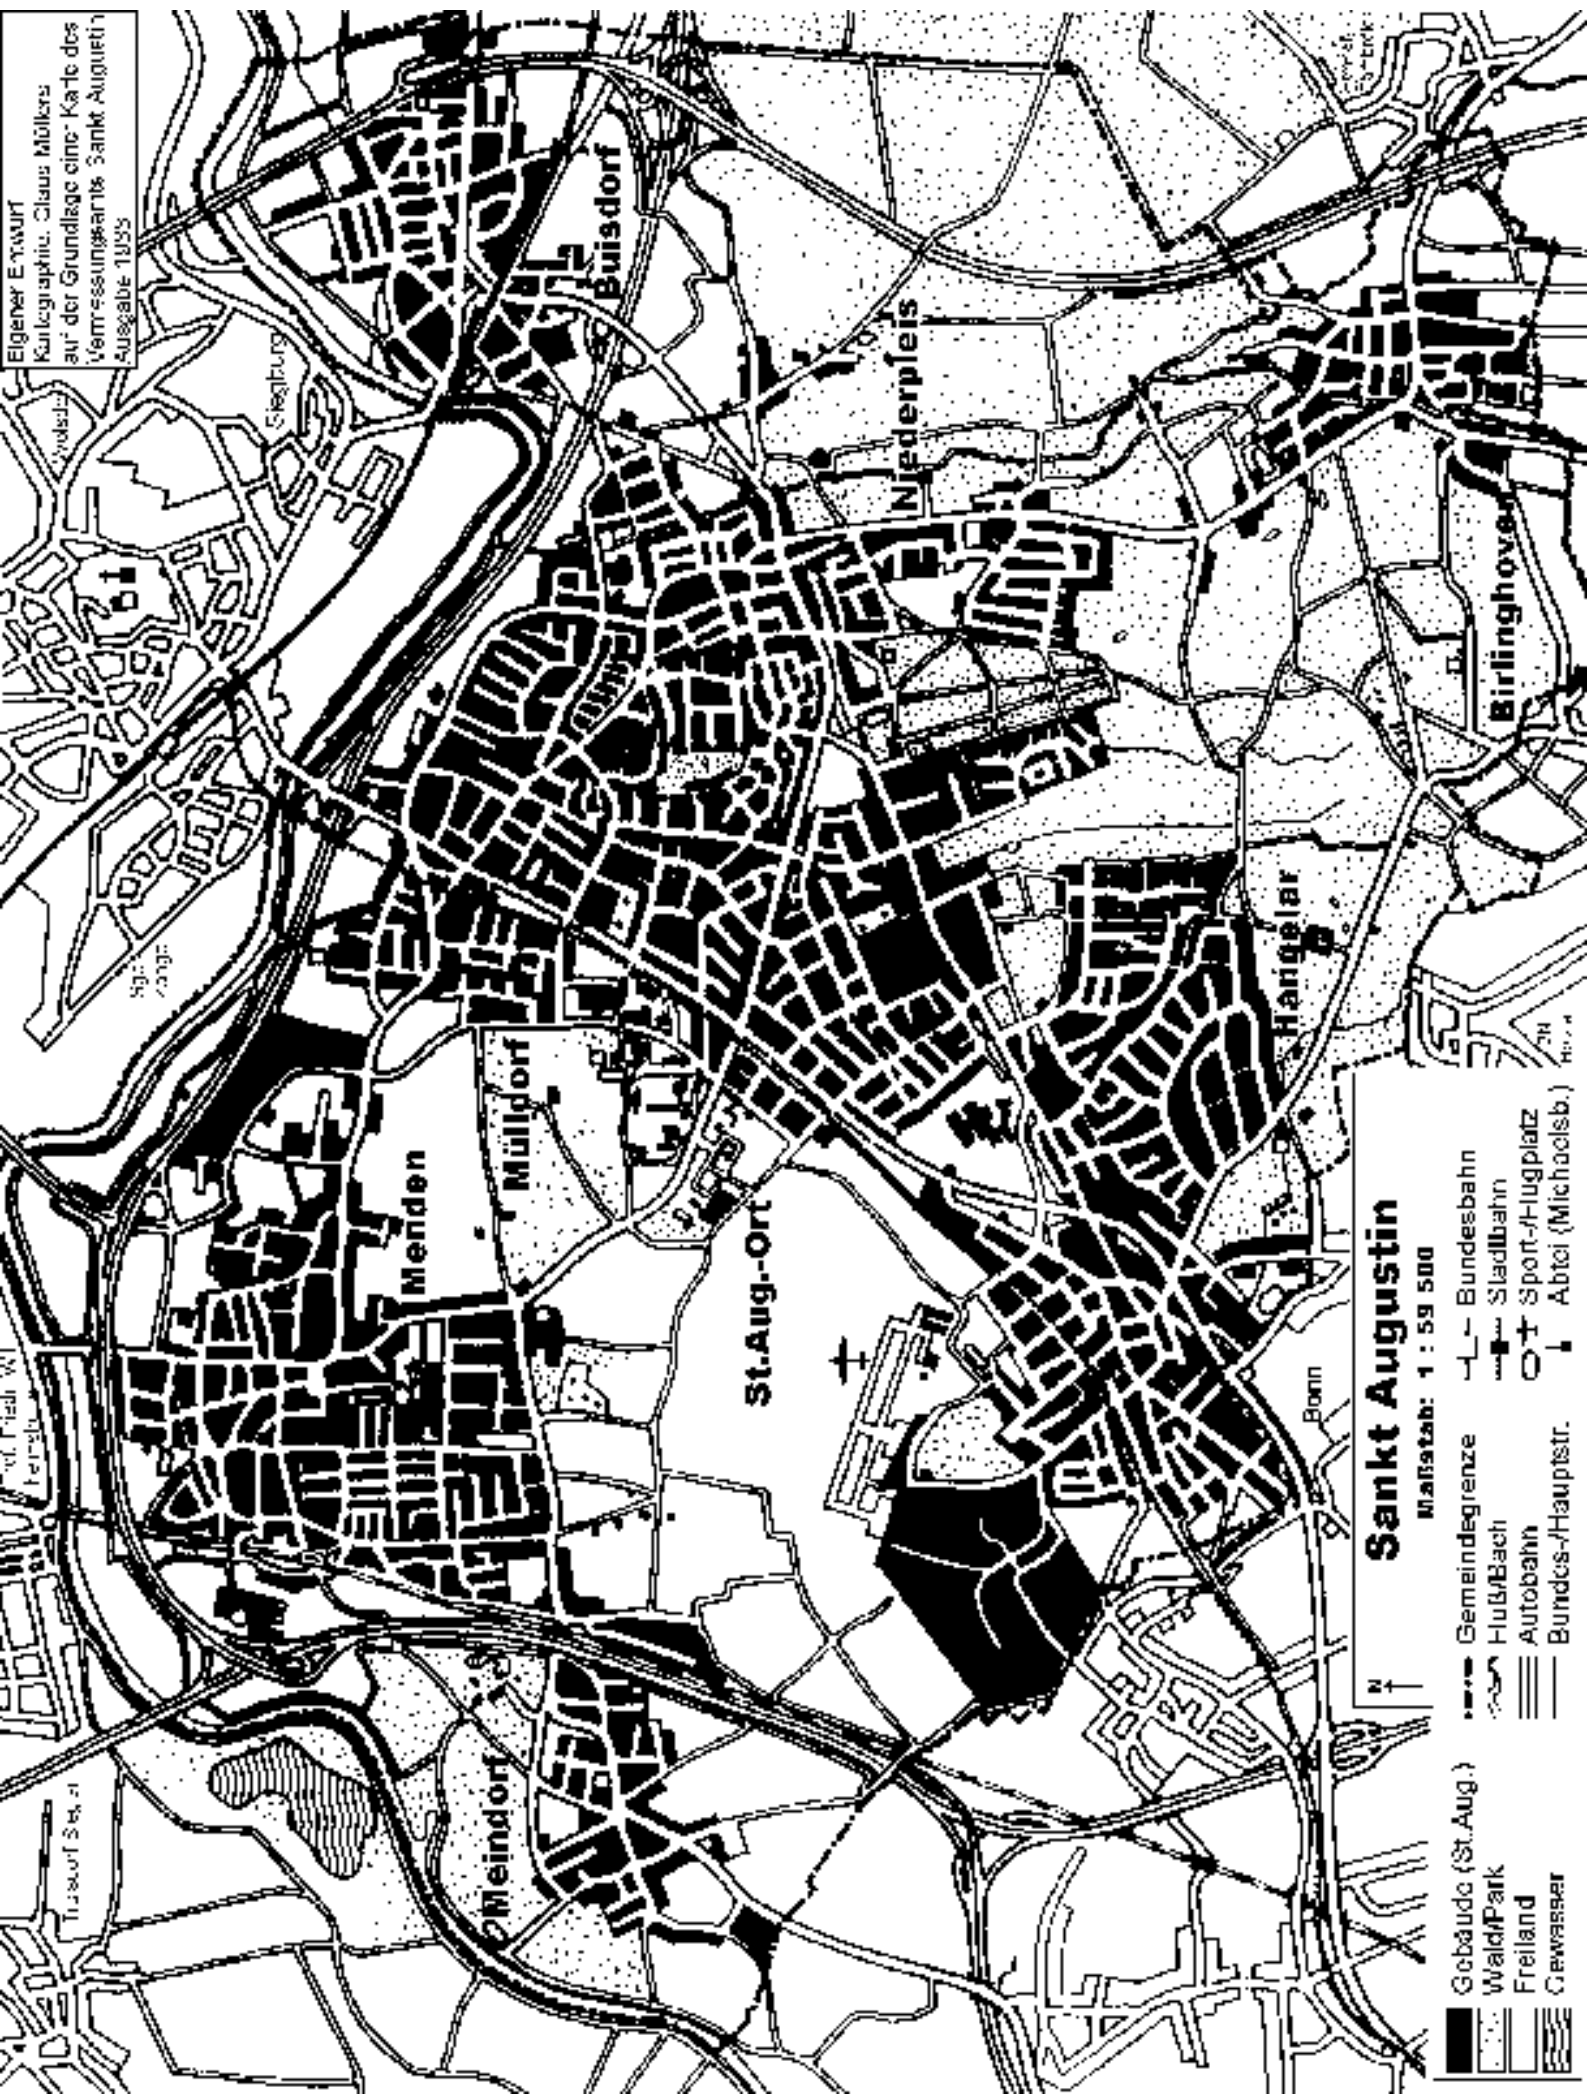 Eigener Entwurf
Kartographie: Claus Möllers
auf der Grundlage einer Karte des
Vermessungsamts Sankt Augustin
Siegburg
Buisdorf
Niederpleis
Birlinghoven
Mülldorf
Hangelar
Menden
St.Aug.-Ort
Meindorf
Bonn
Sankt Augustin
Maßstab: 1 : 59 500
N
Gebäude (St.Aug.)
Wald/Park
Freiland
Gewässer
Gemeindegrenze
Fluß/Bach
Autobahn
Bundes-/Hauptstr.
Bundesbahn
Stadtbahn
Sport-/Flugplatz
Abtei (Michaelsb.)